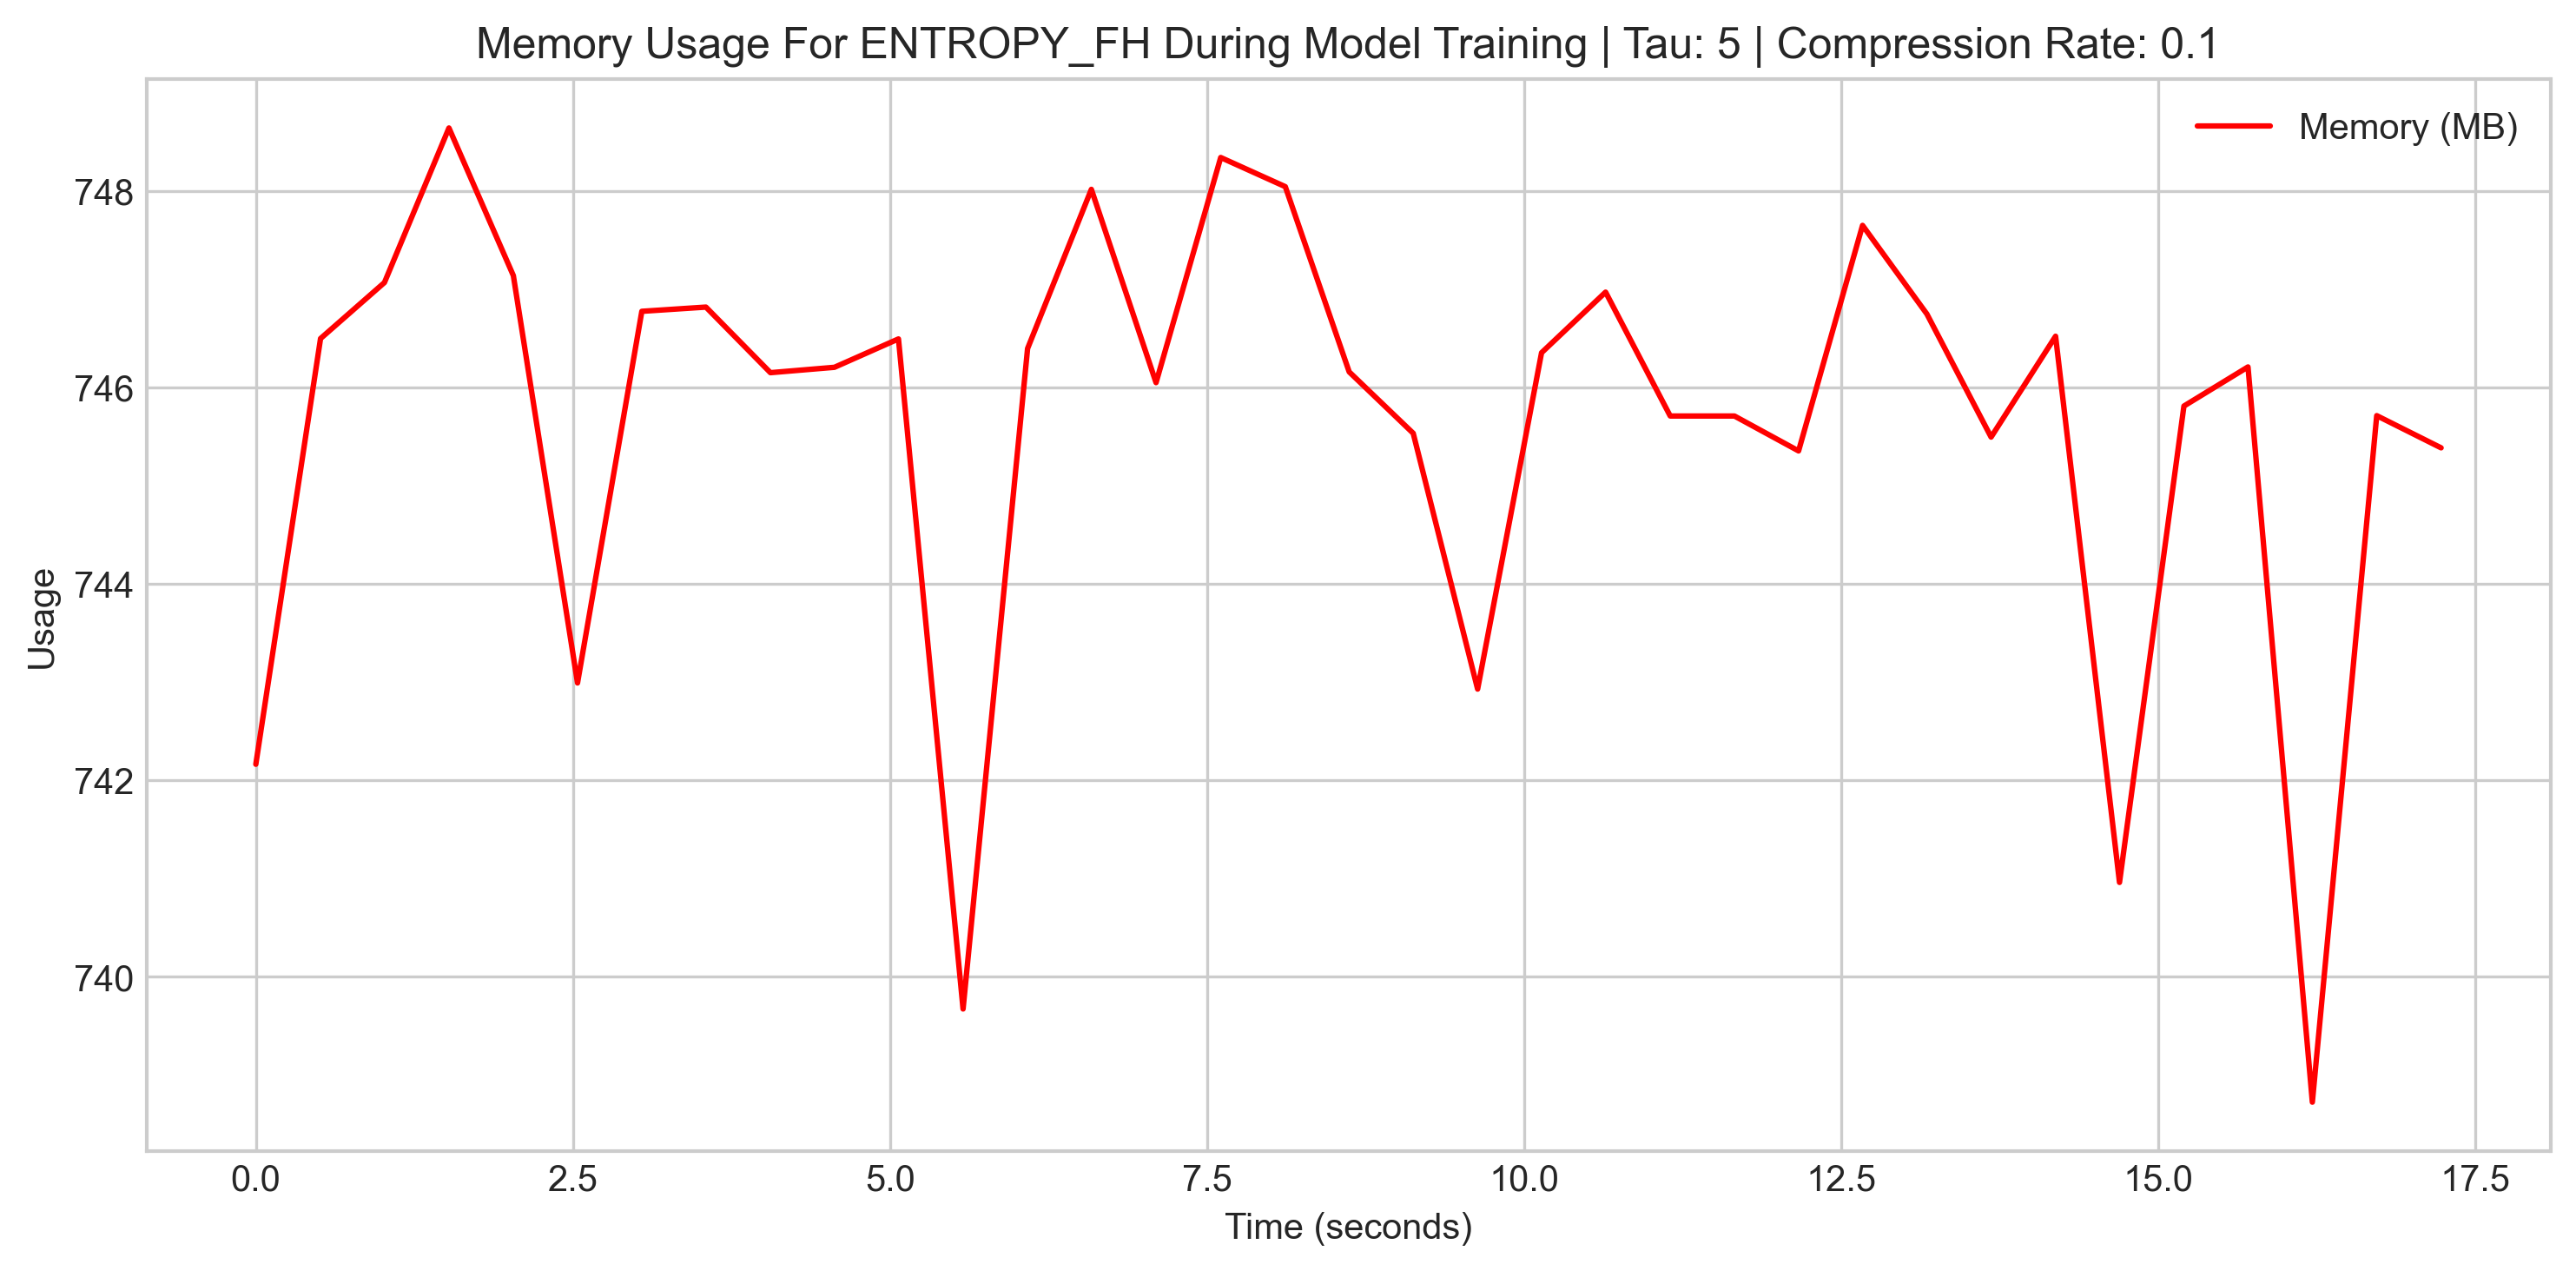 Memory Usage For ENTROPY_FH During Model Training | Tau: 5 | Compression Rate: 0.1
Memory (MB)
Usage
748
746
744
742
740
0.0 2.5 5.0 7.5 10.0 12.5 15.0 17.5
Time (seconds)